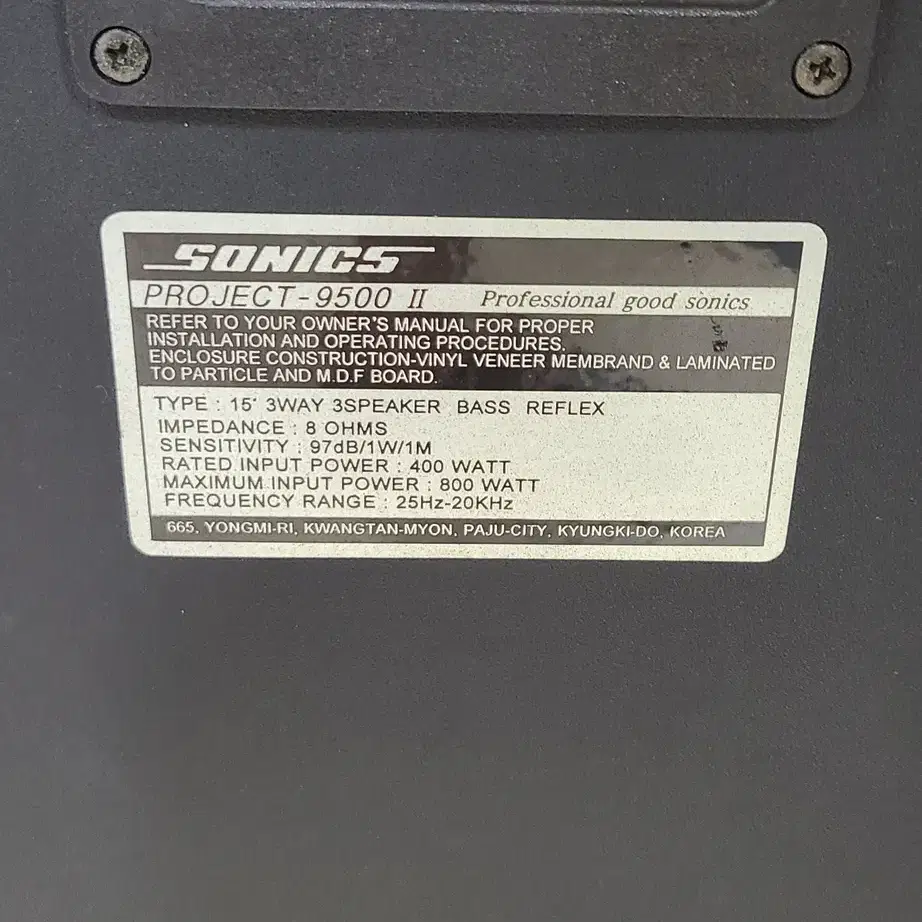 SONICS
PROJECT-9500 II Professional good sonics
REFER TO YOUR OWNER'S MANUAL FOR PROPER
INSTALLATION AND OPERATING PROCEDURES.
ENCLOSURE CONSTRUCTION-VINYL VENEER MEMBRAND & LAMINATED
TO PARTICLE AND M.D.F BOARD.
TYPE : 15" 3WAY 3SPEAKER BASS REFLEX
IMPEDANCE : 8 OHMS
SENSITIVITY : 97dB/1W/1M
RATED INPUT POWER : 400 WATT
MAXIMUM INPUT POWER : 800 WATT
FREQUENCY RANGE : 25Hz-20KHz
665, YONGMI-RI, KWANGTAN-MYON, PAJU-CITY, KYUNGKI-DO, KOREA